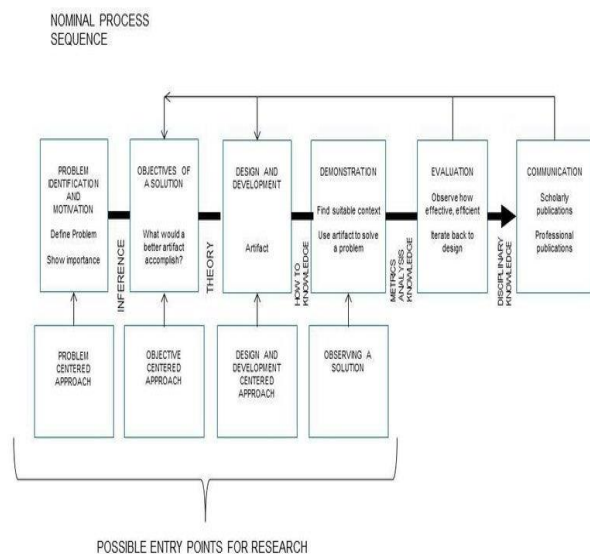 NOMINAL PROCESS
SEQUENCE
PROBLEM
IDENTIFICATION
AND
MOTIVATION
Define Problem
Show importance
INFERENCE
OBJECTIVES OF
A SOLUTION
What would a
better artifact
accomplish?
THEORY
DESIGN AND
DEVELOPMENT
Artifact
HOW TO
KNOWLEDGE
DEMONSTRATION
Find suitable context
Use artifact to solve
a problem
METRICS
ANALYSIS
KNOWLEDGE
EVALUATION
Observe how
effective, efficient
Iterate back to
design
DISCIPLINARY
KNOWLEDGE
COMMUNICATION
Scholarly
publications
Professional
publications
PROBLEM
CENTERED
APPROACH
OBJECTIVE
CENTERED
APPROACH
DESIGN AND
DEVELOPMENT
CENTERED
APPROACH
OBSERVING A
SOLUTION
POSSIBLE ENTRY POINTS FOR RESEARCH